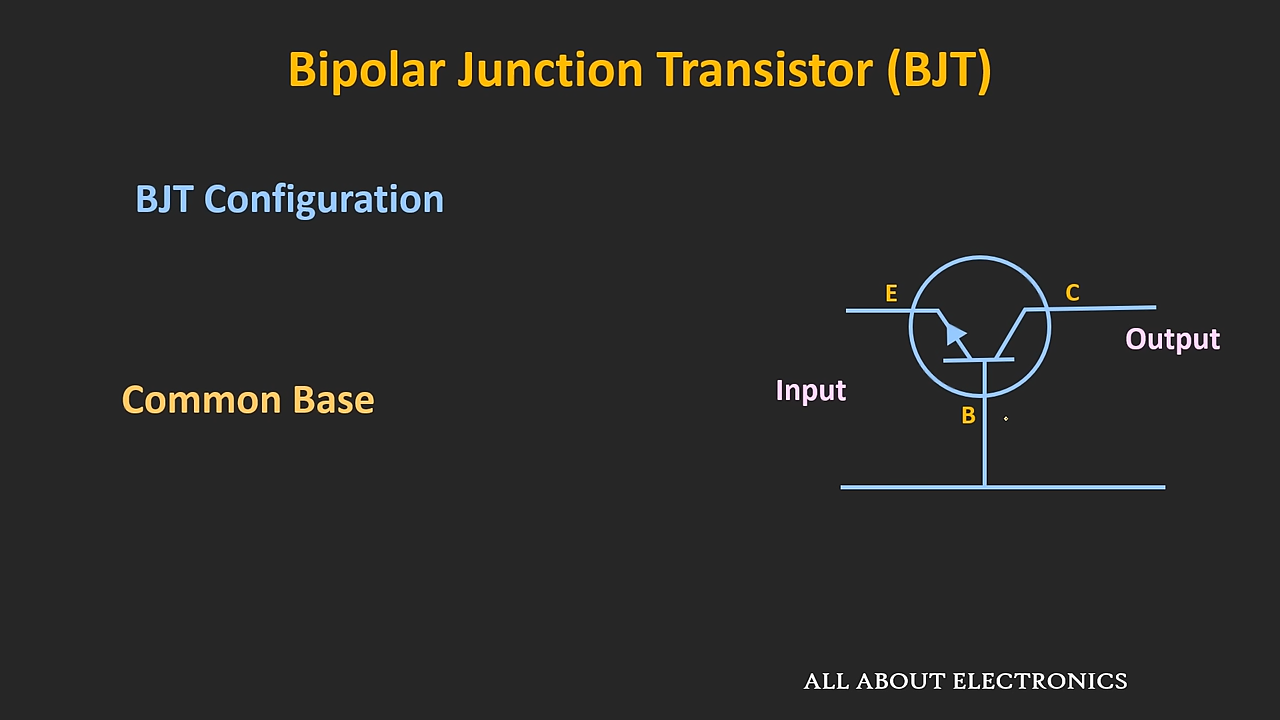 Bipolar Junction Transistor (BJT)
BJT Configuration
E
C
Output
Input
Common Base
B
ALL ABOUT ELECTRONICS